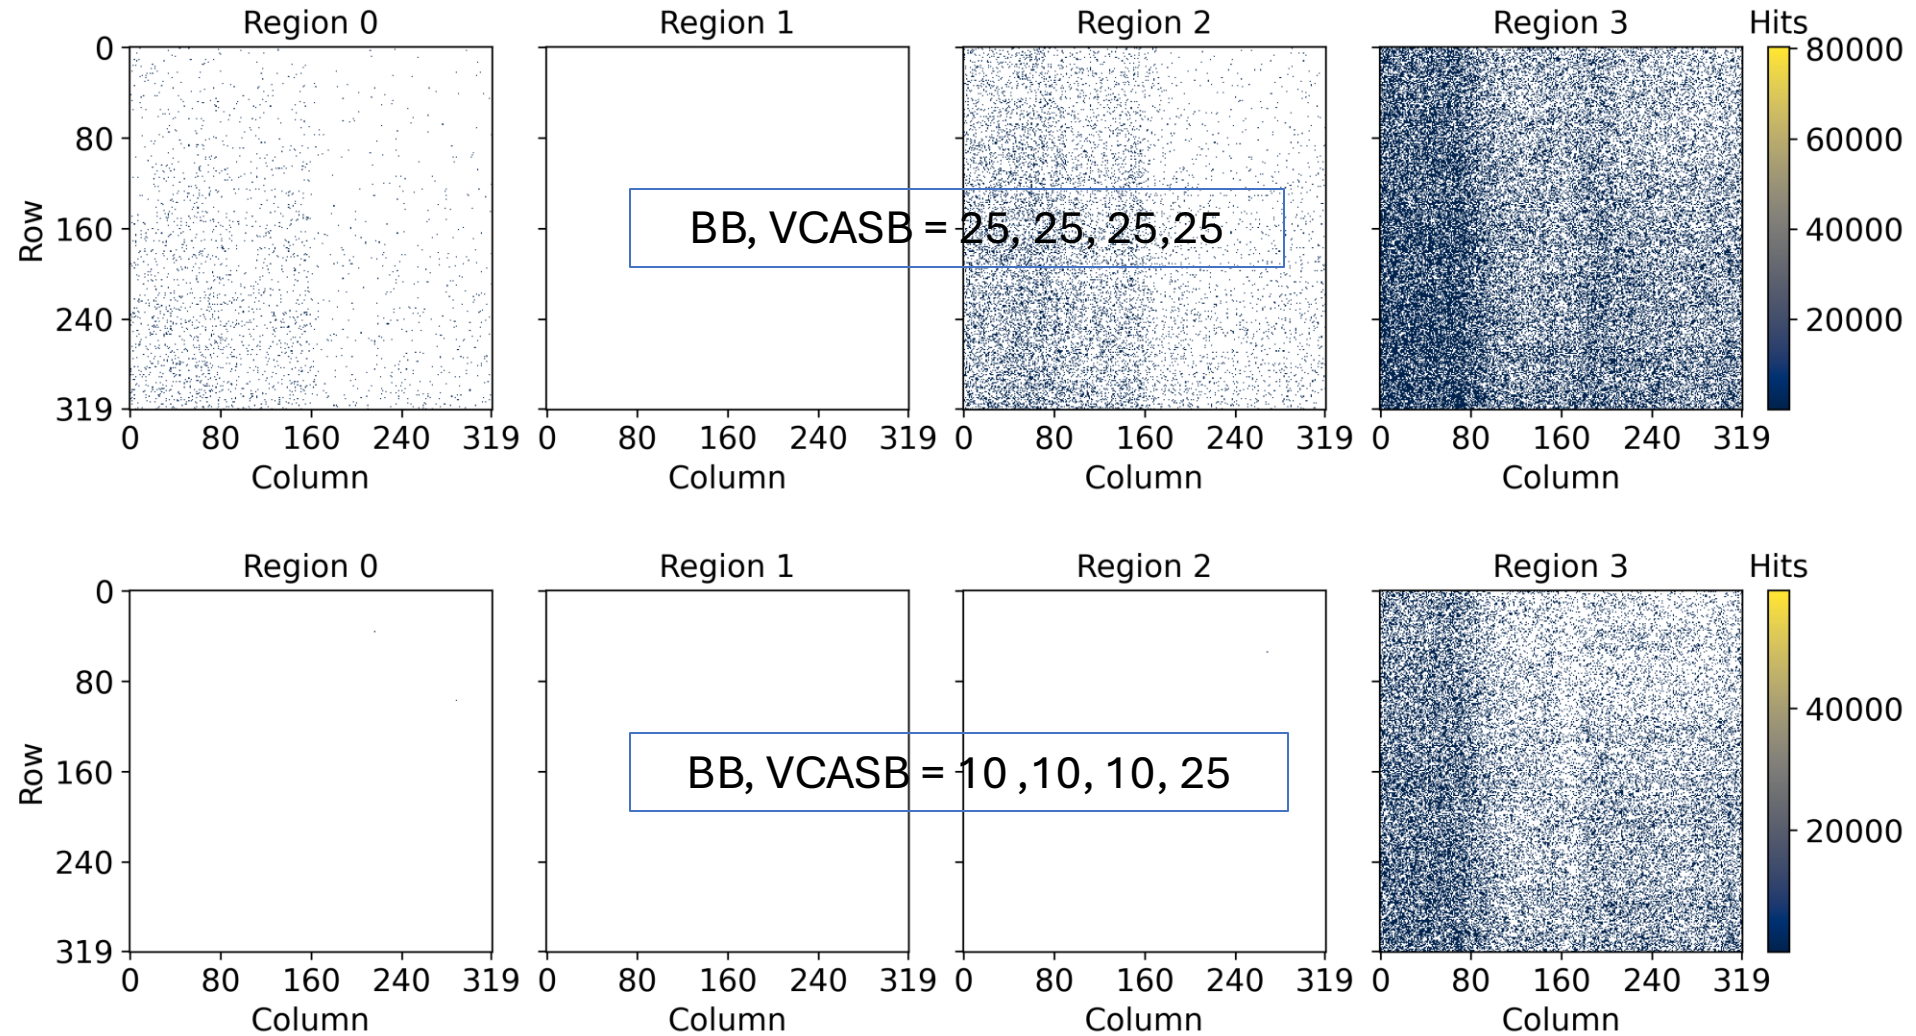 Region 0 Region 1 Region 2 Region 3 Hits
0 80000
80 60000
BB, VCASB = 25, 25, 25,25
Row 160 40000
240 20000
319
0 80 160 240 319 0 80 160 240 319 0 80 160 240 319 0 80 160 240 319
Column Column Column Column
Region 0 Region 1 Region 2 Region 3 Hits
0
80 40000
BB, VCASB = 10 ,10, 10, 25
Row 160 20000
240
319
0 80 160 240 319 0 80 160 240 319 0 80 160 240 319 0 80 160 240 319
Column Column Column Column